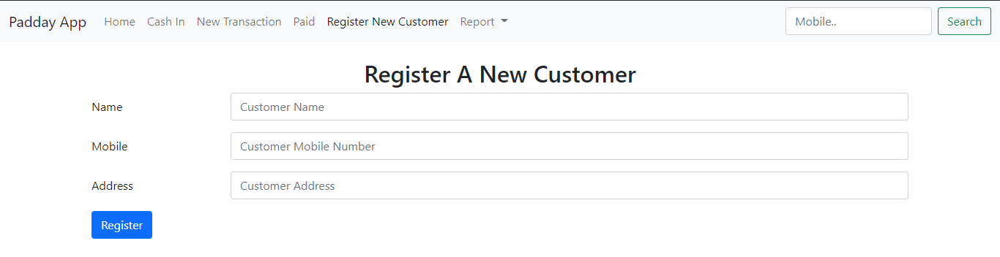 Padday App Home Cash In New Transaction Paid Register New Customer Report Mobile.. Search
Register A New Customer
Name Customer Name
Mobile Customer Mobile Number
Address Customer Address
Register